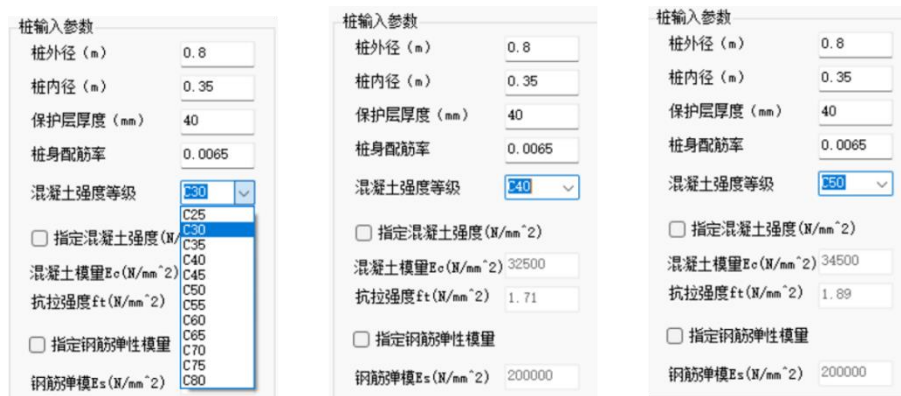 桩输入参数
桩外径（m） 0.8
桩内径（m） 0.35
保护层厚度（mm） 40
桩身配筋率 0.0065
混凝土强度等级 C30
C25
C30
指定混凝土强度(N/
C35
C40
混凝土模量Ec(N/mm^2)
C45
C50
抗拉强度ft(N/mm^2)
C55
C60
C65
指定钢筋弹性模量
C70
C75
钢筋弹模Es(N/mm^2)
C80
桩输入参数
桩外径（m） 0.8
桩内径（m） 0.35
保护层厚度（mm） 40
桩身配筋率 0.0065
混凝土强度等级 C40
指定混凝土强度(N/mm^2)
混凝土模量Ec(N/mm^2) 32500
抗拉强度ft(N/mm^2) 1.71
指定钢筋弹性模量
钢筋弹模Es(N/mm^2) 200000
桩输入参数
桩外径（m） 0.8
桩内径（m） 0.35
保护层厚度（mm） 40
桩身配筋率 0.0065
混凝土强度等级 C50
指定混凝土强度(N/mm^2)
混凝土模量Ec(N/mm^2) 34500
抗拉强度ft(N/mm^2) 1.89
指定钢筋弹性模量
钢筋弹模Es(N/mm^2) 200000